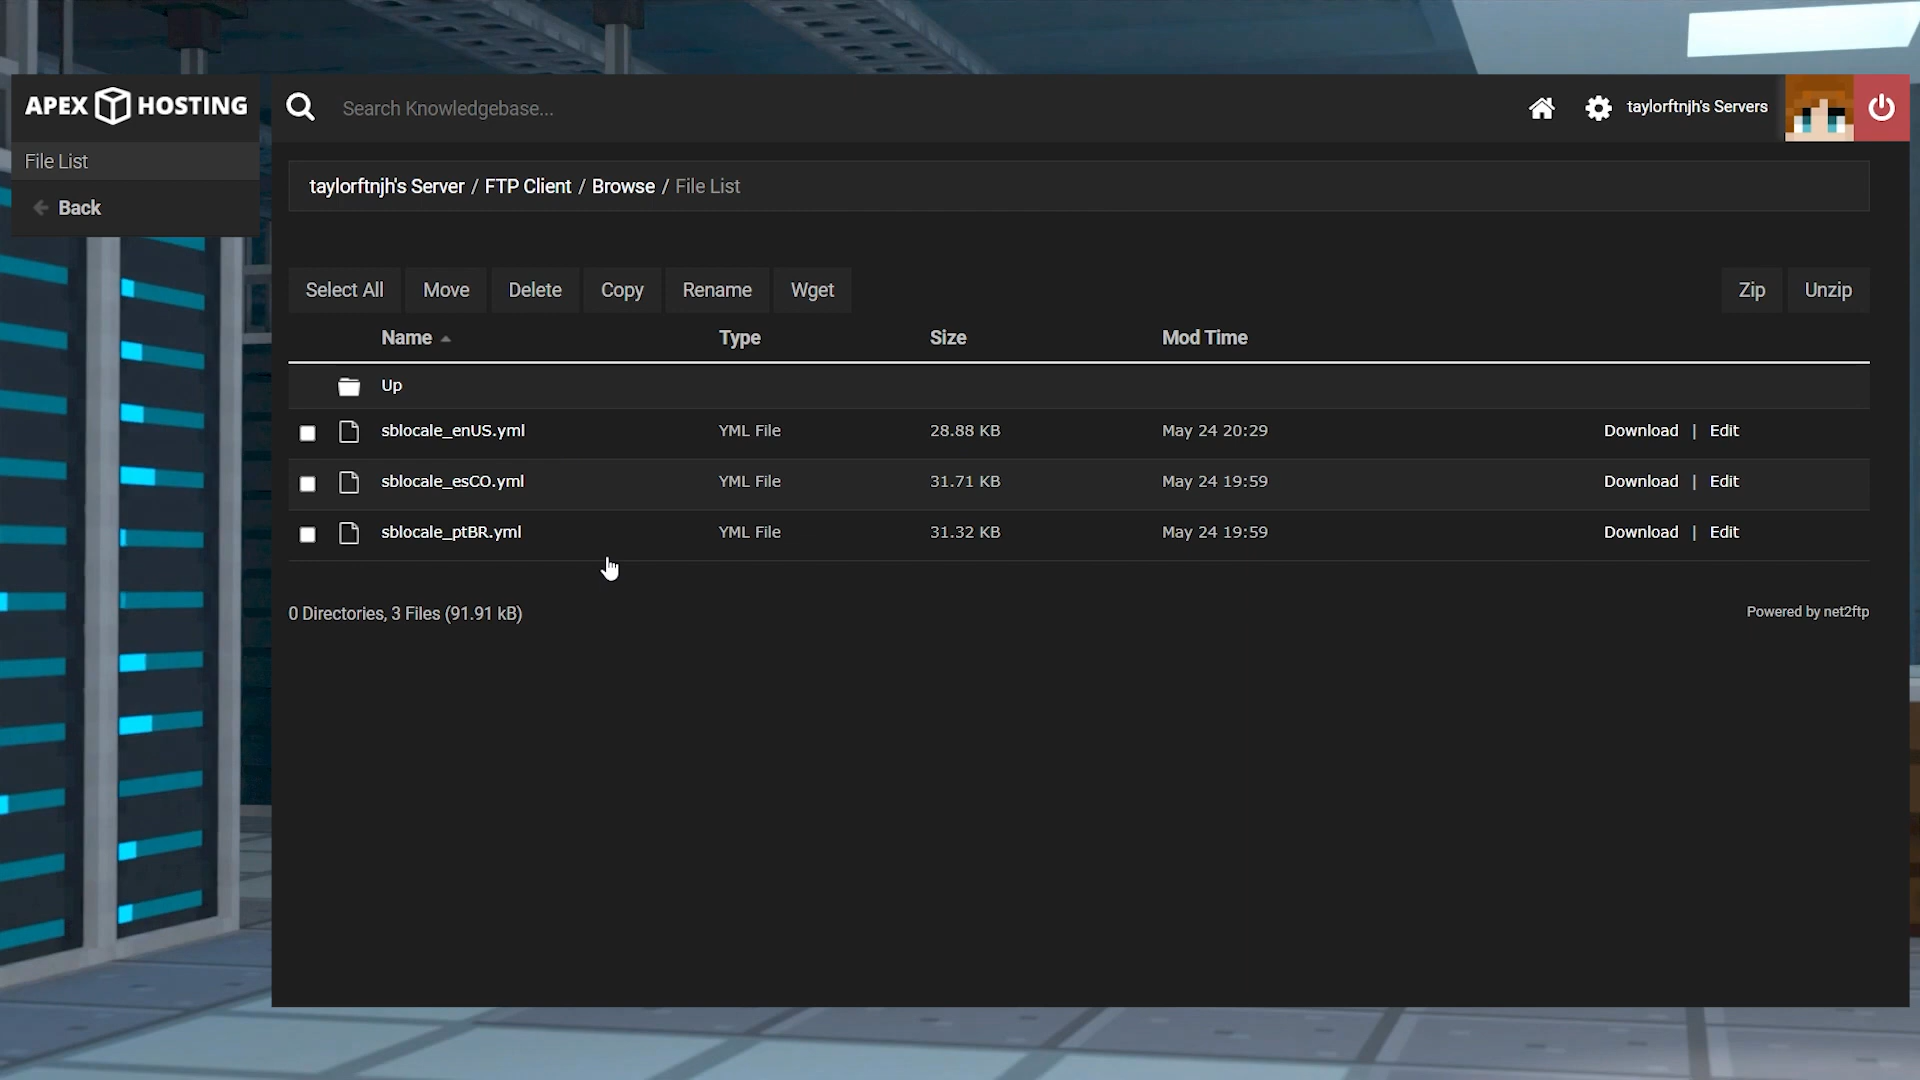 APEX HOSTING
Search Knowledgebase...
taylorftnjh's Servers
File List
Back
taylorftnjh's Server / FTP Client / Browse / File List
Select All Move Delete Copy Rename Wget Zip Unzip
Name Type Size Mod Time
Up
sblocale_enUS.yml YML File 28.88 KB May 24 20:29 Download | Edit
sblocale_esCO.yml YML File 31.71 KB May 24 19:59 Download | Edit
sblocale_ptBR.yml YML File 31.32 KB May 24 19:59 Download | Edit
0 Directories, 3 Files (91.91 kB)
Powered by net2ftp